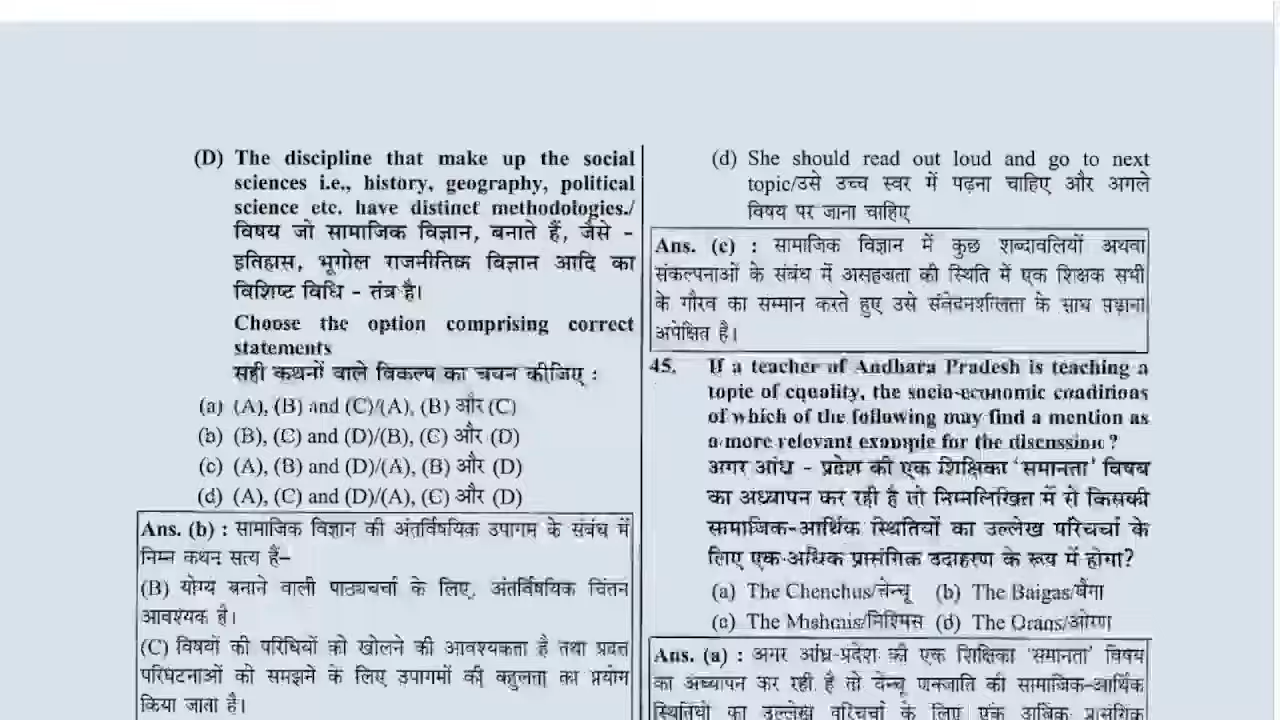 (D) The discipline that make up the social
sciences i.e., history, geography, political
science etc. have distinct methodologies./
विषय जो सामाजिक विज्ञान, बनाते हैं, जैसे -
इतिहास, भूगोल राजनीतिक विज्ञान आदि का
विशिष्ट विधि - तंत्र है।
Choose the option comprising correct
statements
सही कथनों वाले विकल्प का चयन कीजिए :
(a) (A), (B) and (C)/(A), (B) और (C)
(b) (B), (C) and (D)/(B), (C) और (D)
(c) (A), (B) and (D)/(A), (B) और (D)
(d) (A), (C) and (D)/(A), (C) और (D)
Ans. (b) : सामाजिक विज्ञान की अंतर्विषयिक उपागम के संबंध में
निम्न कथन सत्य हैं–
(B) योग्य बनाने वाली पाठ्यचर्चा के लिए, अंतर्विषयिक चिंतन
आवश्यक है।
(C) विषयों की परिधियों को खोलने की आवश्यकता है तथा प्रदत्त
परिघटनाओं को समझने के लिए उपागमों की बहुलता का प्रयोग
किया जाता है।
(d) She should read out loud and go to next
topic/उसे उच्च स्वर में पढ़ना चाहिए और अगले
विषय पर जाना चाहिए
Ans. (c) : सामाजिक विज्ञान में कुछ शब्दावलियों अथवा
संकल्पनाओं के संबंध में असहजता की स्थिति में एक शिक्षक सभी
के गौरव का सम्मान करते हुए उसे संवेदनशीलता के साथ पढ़ाना
अपेक्षित है।
45. If a teacher of Andhara Pradesh is teaching a
topic of equality, the socio-economic conditions
of which of the following may find a mention as
a more relevant example for the discussion ?
अगर आंध्र - प्रदेश की एक शिक्षिका 'समानता' विषय
का अध्यापन कर रही है तो निम्नलिखित में से किसकी
सामाजिक-आर्थिक स्थितियों का उल्लेख परिचर्चा के
लिए एक अधिक प्रासंगिक उदाहरण के रूप में होगा?
(a) The Chenchus/चेन्चू (b) The Baigas/बैगा
(c) The Mishmis/ (d) The Orans/ओरण
Ans. (a) : अगर आंध्र-प्रदेश की एक शिक्षिका 'समानता' विषय
का अध्यापन कर रही है तो चेन्चू जनजाति की सामाजिक-आर्थिक
स्थितियों का उल्लेख परिचर्चा के लिए एक अधिक प्रासंगिक